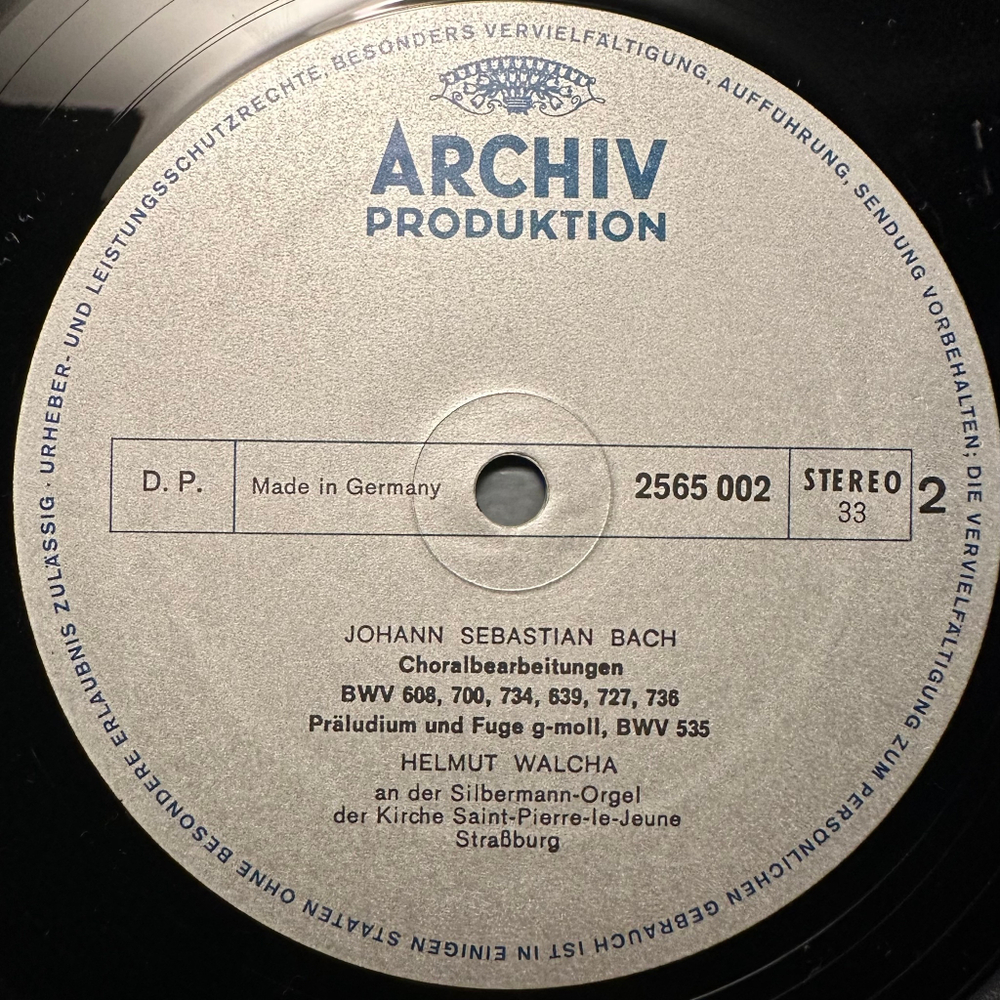 URHEBER- UND LEISTUNGSSCHUTZRECHTE, BESONDERS VERVIELFÄLTIGUNG, AUFFÜHRUNG, SENDUNG VORBEHALTEN; DIE VERVIELFÄLTIGUNG ZUM PERSÖNLICHEN GEBRAUCH IST IN EINIGEN STAATEN OHNE BESONDERE ERLAUBNIS ZULÄSSIG ·
ARCHIV
PRODUKTION
D. P.
Made in Germany
2565 002
STEREO
33
2
JOHANN SEBASTIAN BACH
Choralbearbeitungen
BWV 608, 700, 734, 639, 727, 736
Präludium und Fuge g-moll, BWV 535
HELMUT WALCHA
an der Silbermann-Orgel
der Kirche Saint-Pierre-le-Jeune
Straßburg